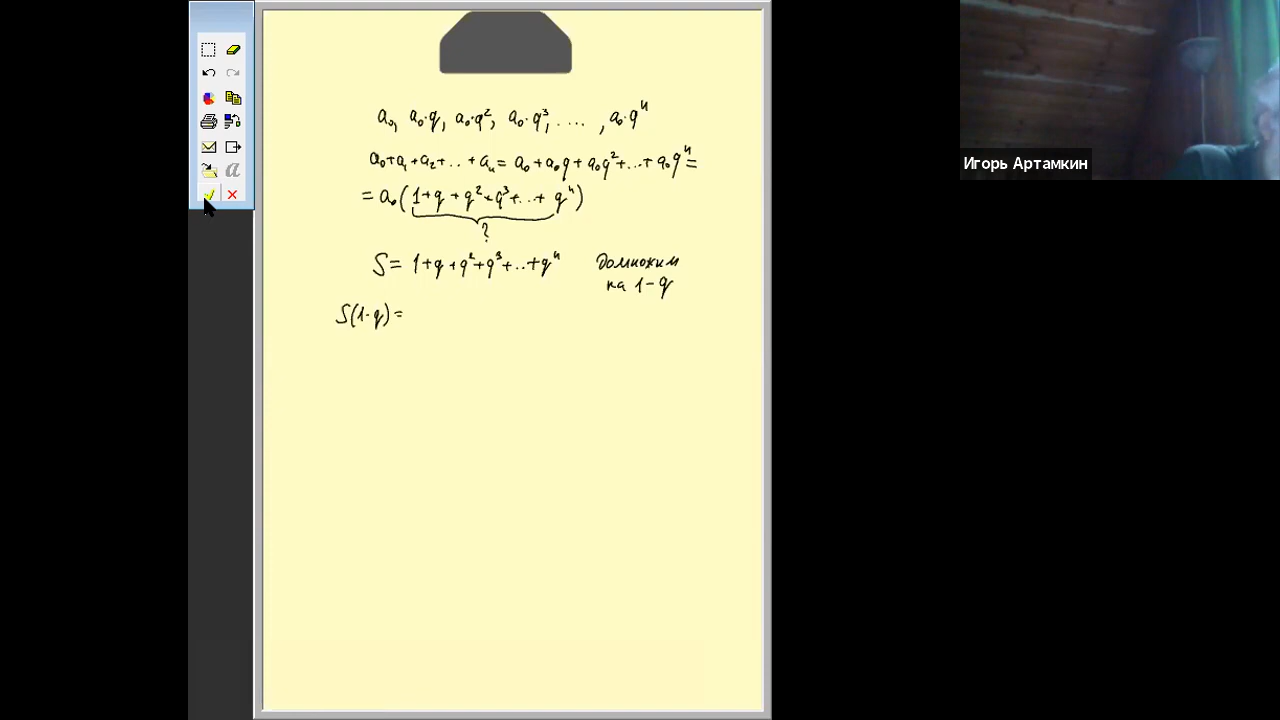 a₀, a₀·q, a₀·q², a₀·q³, ...., a₀·qⁿ
a₀+a₁+a₂+..+aₙ = a₀+a₀q+a₀q²+...+a₀qⁿ=
= a₀(1+q+q²+q³+...+qⁿ)
?
S= 1+q+q²+q³+..+qⁿ домножим
на 1-q
S(1-q)=
Игорь Артамкин